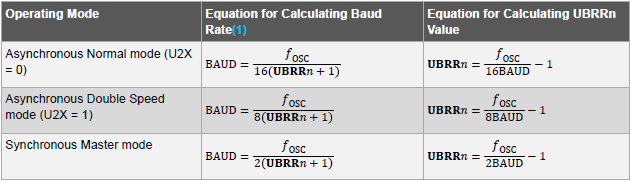 Operating Mode
Equation for Calculating Baud
Rate(1)
Equation for Calculating UBRRn
Value
Asynchronous Normal mode (U2X
= 0)
BAUD = fOSC / 16(UBRRn + 1)
UBRRn = fOSC / 16BAUD − 1
Asynchronous Double Speed
mode (U2X = 1)
BAUD = fOSC / 8(UBRRn + 1)
UBRRn = fOSC / 8BAUD − 1
Synchronous Master mode
BAUD = fOSC / 2(UBRRn + 1)
UBRRn = fOSC / 2BAUD − 1